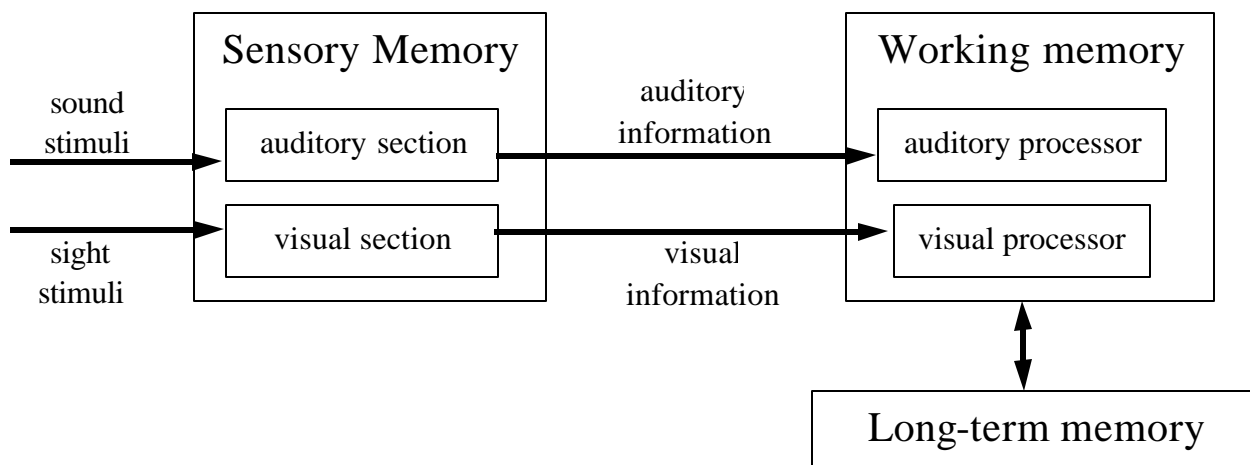 Sensory Memory
Working memory
sound
stimuli
auditory section
auditory
information
auditory processor
sight
stimuli
visual section
visual
information
visual processor
Long-term memory